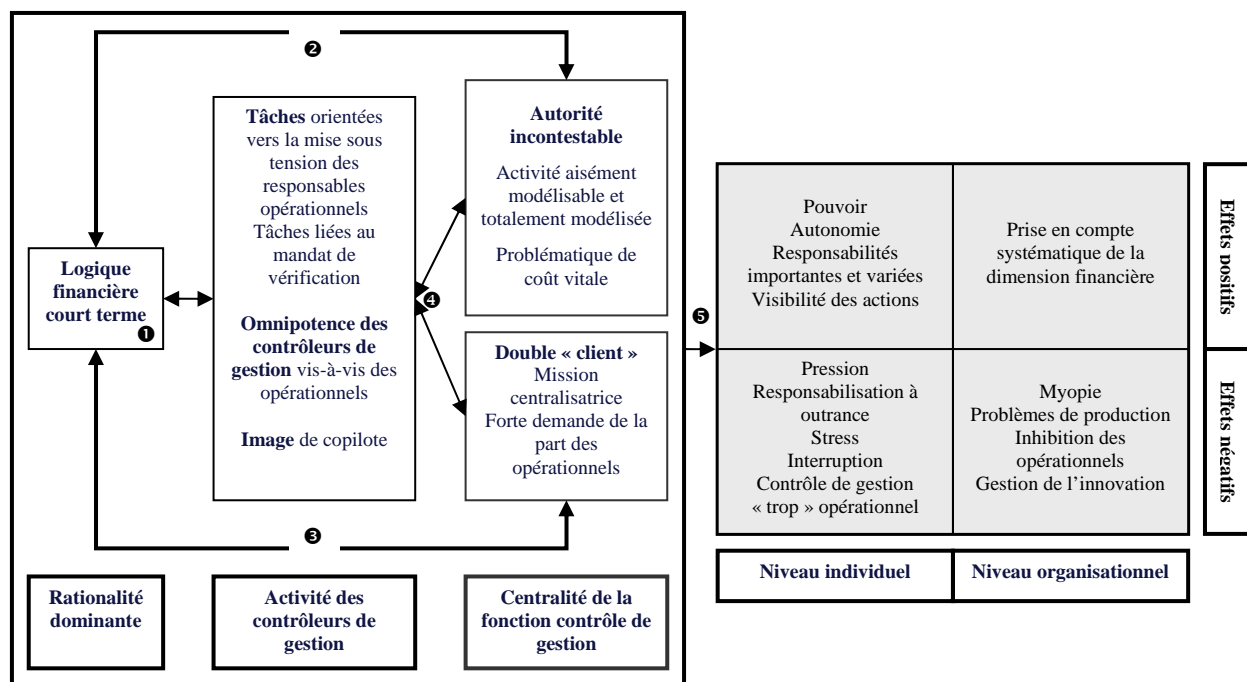 ❷
Logique
financière
court terme
❶
Tâches orientées
vers la mise sous
tension des
responsables
opérationnels
Tâches liées au
mandat de
vérification
Omnipotence des
contrôleurs de
gestion vis-à-vis des
opérationnels
Image de copilote
❹
Autorité
incontestable
Activité aisément
modélisable et
totalement modélisée
Problématique de
coût vitale
Double « client »
Mission
centralisatrice
Forte demande de la
part des
opérationnels
❸
Rationalité
dominante
Activité des
contrôleurs de
gestion
Centralité de la
fonction contrôle de
gestion
❺
Pouvoir
Autonomie
Responsabilités
importantes et variées
Visibilité des actions
Prise en compte
systématique de la
dimension financière
Effets positifs
Pression
Responsabilisation à
outrance
Stress
Interruption
Contrôle de gestion
« trop » opérationnel
Myopie
Problèmes de production
Inhibition des
opérationnels
Gestion de l’innovation
Effets négatifs
Niveau individuel
Niveau organisationnel